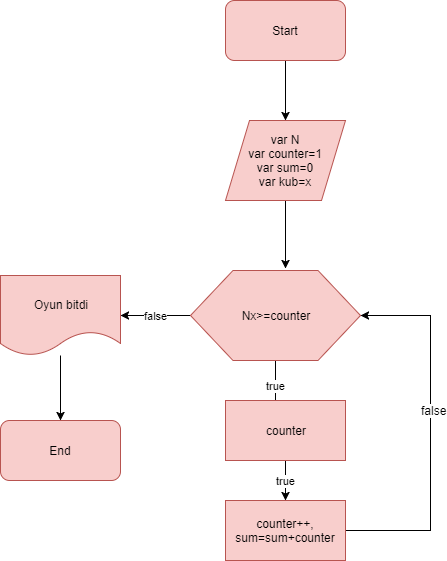 Start
var N
var counter=1
var sum=0
var kub=x
Nx>=counter
false
Oyun bitdi
End
true
counter
true
counter++,
sum=sum+counter
false